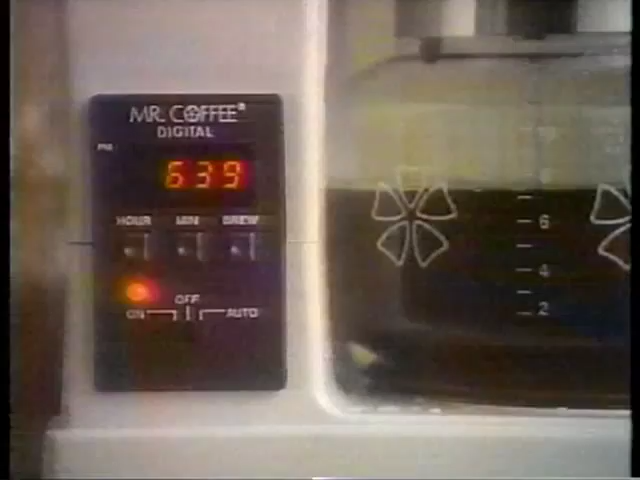 MR. COFFEE®
DIGITAL
PM
6 39
HOUR MIN BREW
OFF
ON AUTO
6
4
2